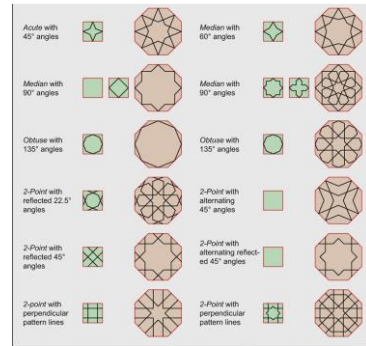 Acute with
45° angles
Median with
60° angles
Median with
90° angles
Median with
90° angles
Obtuse with
135° angles
Obtuse with
135° angles
2-Point with
reflected 22.5°
angles
2-Point with
alternating
45° angles
2-Point with
reflected 45°
angles
2-Point with
alternating reflect-
ed 45° angles
2-point with
perpendicular
pattern lines
2-Point with
perpendicular
pattern lines